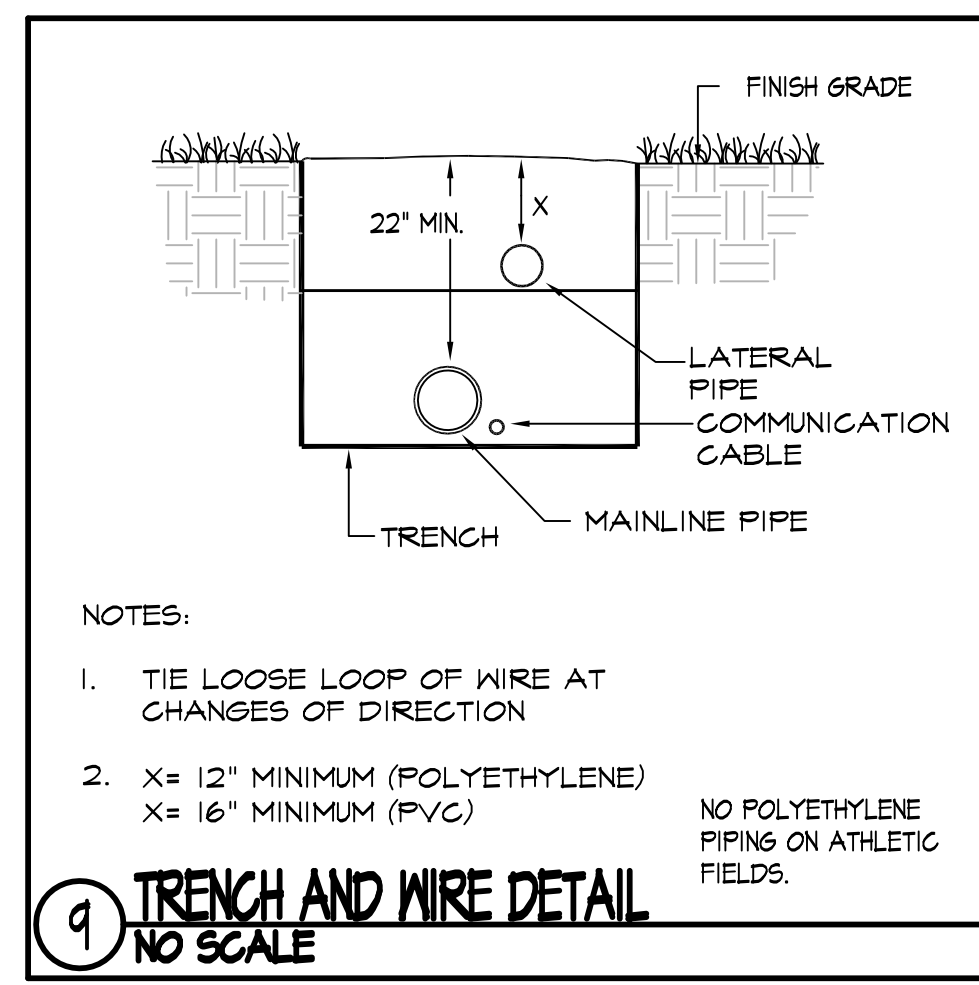 FINISH GRADE
22" MIN.
X
LATERAL
PIPE
COMMUNICATION
CABLE
MAINLINE PIPE
TRENCH
NOTES:
1. TIE LOOSE LOOP OF WIRE AT
CHANGES OF DIRECTION
2. X= 12" MINIMUM (POLYETHYLENE)
X= 16" MINIMUM (PVC)
NO POLYETHYLENE
PIPING ON ATHLETIC
FIELDS.
9 TRENCH AND WIRE DETAIL
NO SCALE